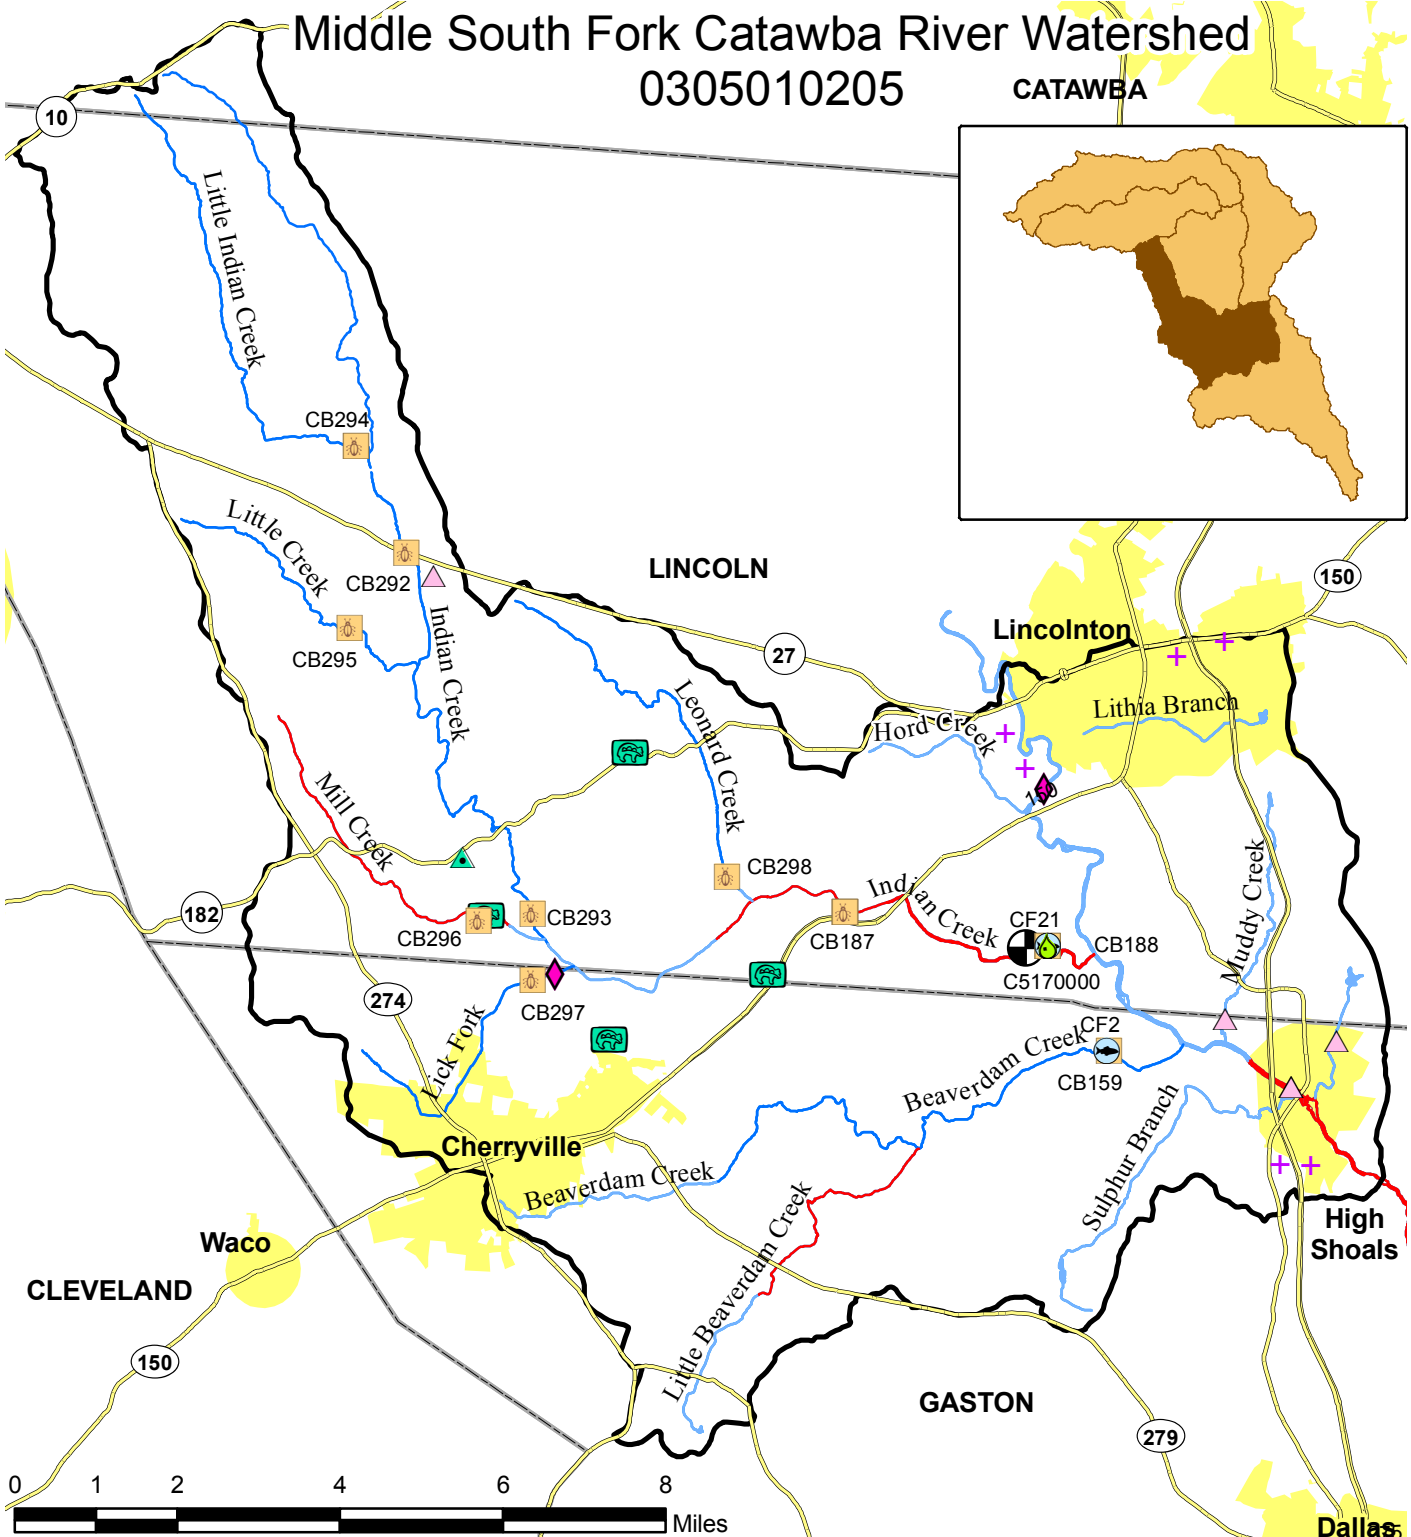 Middle South Fork Catawba River Watershed
0305010205
CATAWBA
10
Little Indian Creek
CB294
Little Creek
CB292
LINCOLN
150
CB295
Indian Creek
27
Lincolnton
Leonard Creek
Hord Creek
Lithia Branch
150
Mill Creek
Muddy Creek
CB298
182
CB296
CB293
Indian Creek
CB187
CF21
CB188
C5170000
274
CB297
Lick Fork
CF2
Beaverdam Creek
CB159
Cherryville
Beaverdam Creek
Sulphur Branch
Waco
High
Shoals
CLEVELAND
Little Beaverdam Creek
150
GASTON
279
0 1 2 4 6 8
Miles
Dallas